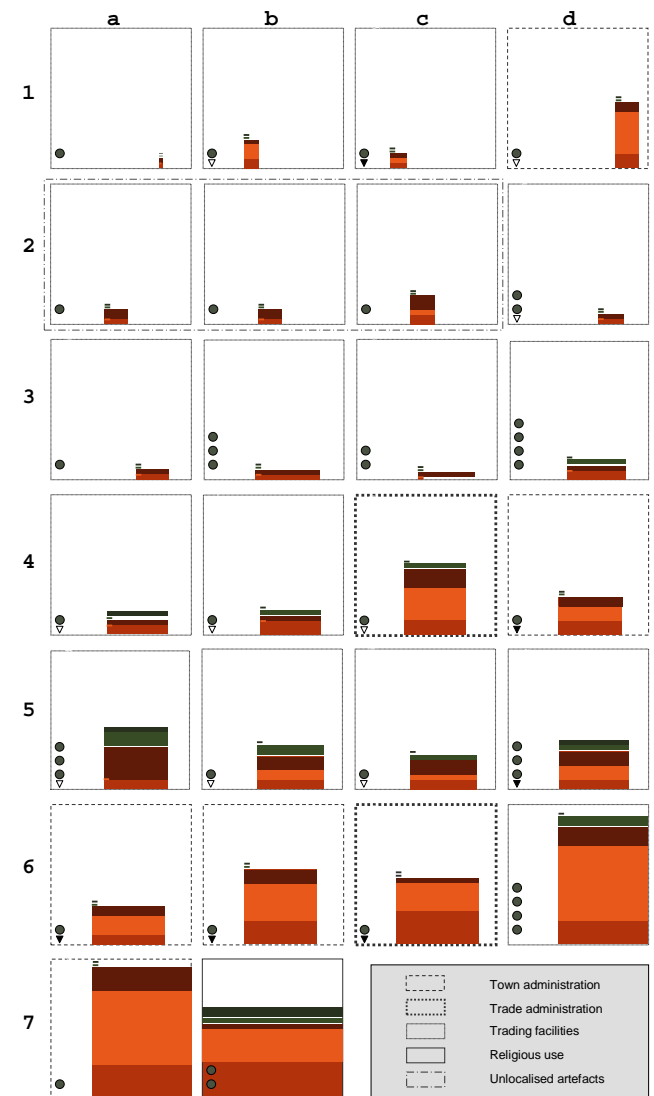 a b c d
1
2
3
4
5
6
7
Town administration
Trade administration
Trading facilities
Religious use
Unlocalised artefacts